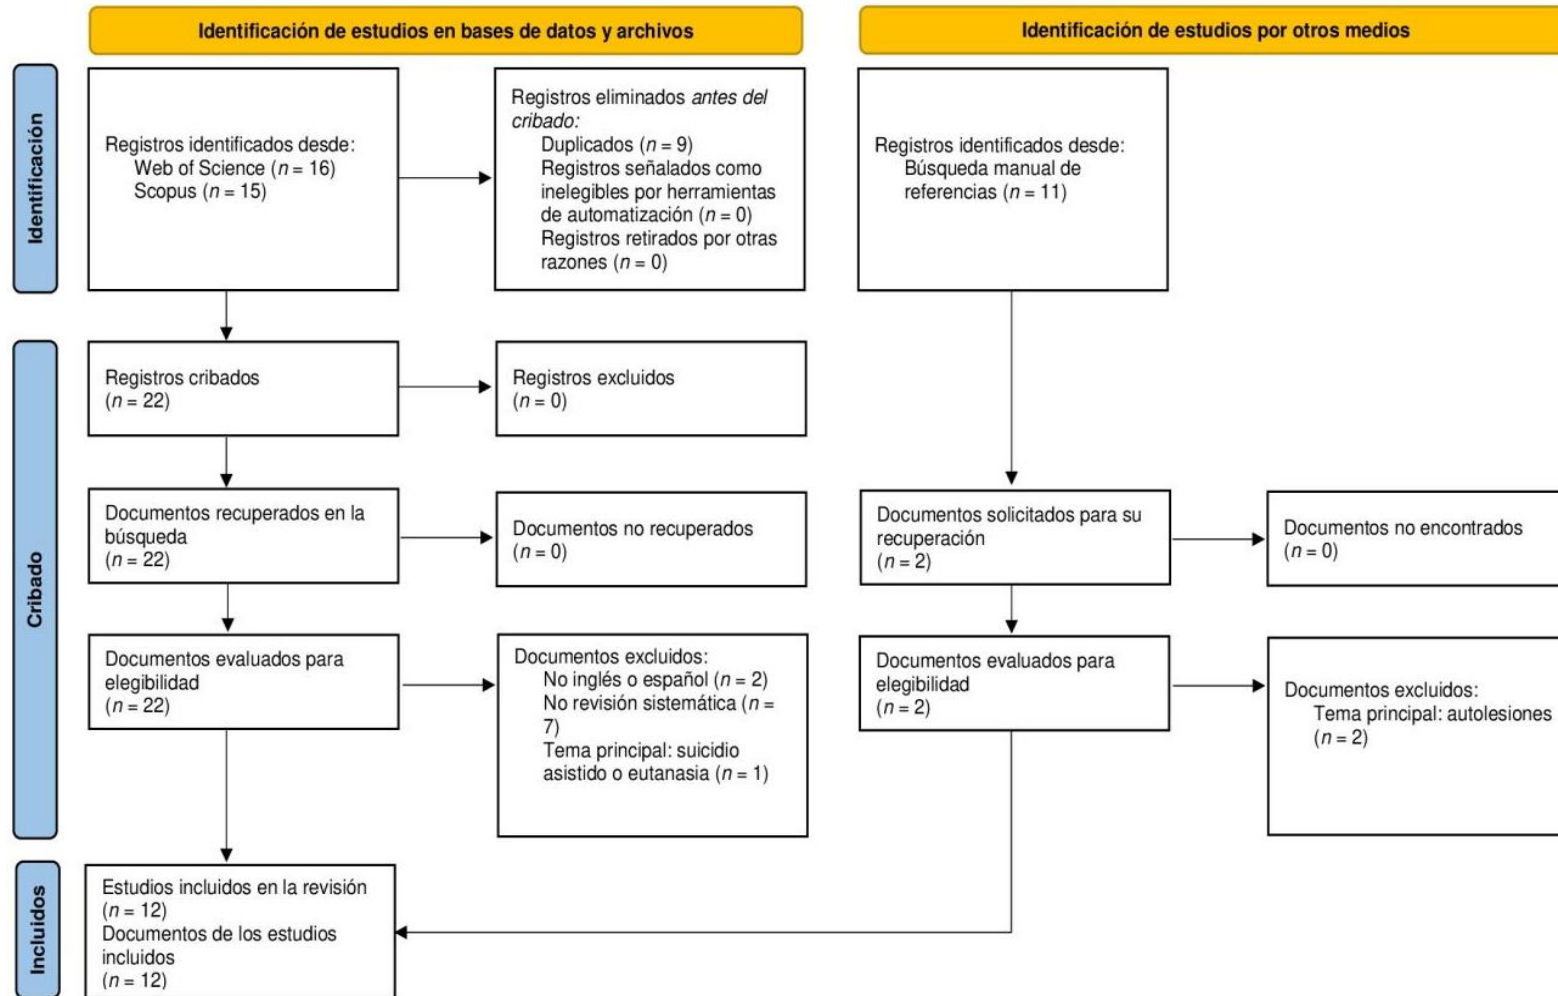 Identificación de estudios en bases de datos y archivos
Identificación de estudios por otros medios
Identificación
Registros identificados desde:
Web of Science (n = 16)
Scopus (n = 15)
Registros eliminados antes del
cribado:
Duplicados (n = 9)
Registros señalados como
inelegibles por herramientas
de automatización (n = 0)
Registros retirados por otras
razones (n = 0)
Registros identificados desde:
Búsqueda manual de
referencias (n = 11)
Cribado
Registros cribados
(n = 22)
Registros excluidos
(n = 0)
Documentos recuperados en la
búsqueda
(n = 22)
Documentos no recuperados
(n = 0)
Documentos solicitados para su
recuperación
(n = 2)
Documentos no encontrados
(n = 0)
Documentos evaluados para
elegibilidad
(n = 22)
Documentos excluidos:
No inglés o español (n = 2)
No revisión sistemática (n =
7)
Tema principal: suicidio
asistido o eutanasia (n = 1)
Documentos evaluados para
elegibilidad
(n = 2)
Documentos excluidos:
Tema principal: autolesiones
(n = 2)
Incluidos
Estudios incluidos en la revisión
(n = 12)
Documentos de los estudios
incluidos
(n = 12)